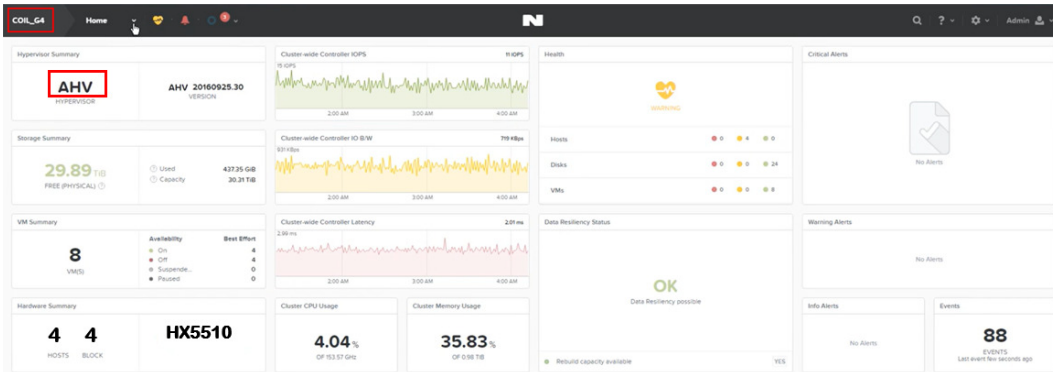 COIL_G4 Home Admin
Hypervisor Summary
AHV
HYPERVISOR
AHV 20160925.30
VERSION
Cluster-wide Controller IOPS 11 IOPS
15 IOPS
2:00 AM 3:00 AM 4:00 AM
Health
WARNING
Hosts 0 4 0
Disks 0 0 24
VMs 0 0 8
Critical Alerts
No Alerts
Storage Summary
29.89 TiB
FREE (PHYSICAL)
Used 437.35 GiB
Capacity 30.31 TiB
Cluster-wide Controller IO B/W 719 KBps
931 KBps
2:00 AM 3:00 AM 4:00 AM
VM Summary
8
VM(S)
Availability Best Effort
On 4
Off 4
Suspende... 0
Paused 0
Cluster-wide Controller Latency 2.01 ms
2.99 ms
2:00 AM 3:00 AM 4:00 AM
Data Resiliency Status
OK
Data Resiliency possible
Rebuild capacity available YES
Warning Alerts
No Alerts
Hardware Summary
4 4 HX5510
HOSTS BLOCK
Cluster CPU Usage
4.04%
OF 153.57 GHz
Cluster Memory Usage
35.83%
OF 0.98 TiB
Info Alerts
No Alerts
Events
88
EVENTS
Last event few seconds ago